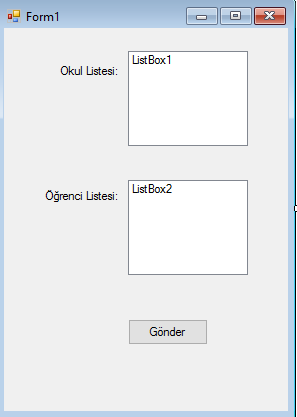 Form1
Okul Listesi:
ListBox1
Öğrenci Listesi:
ListBox2
Gönder